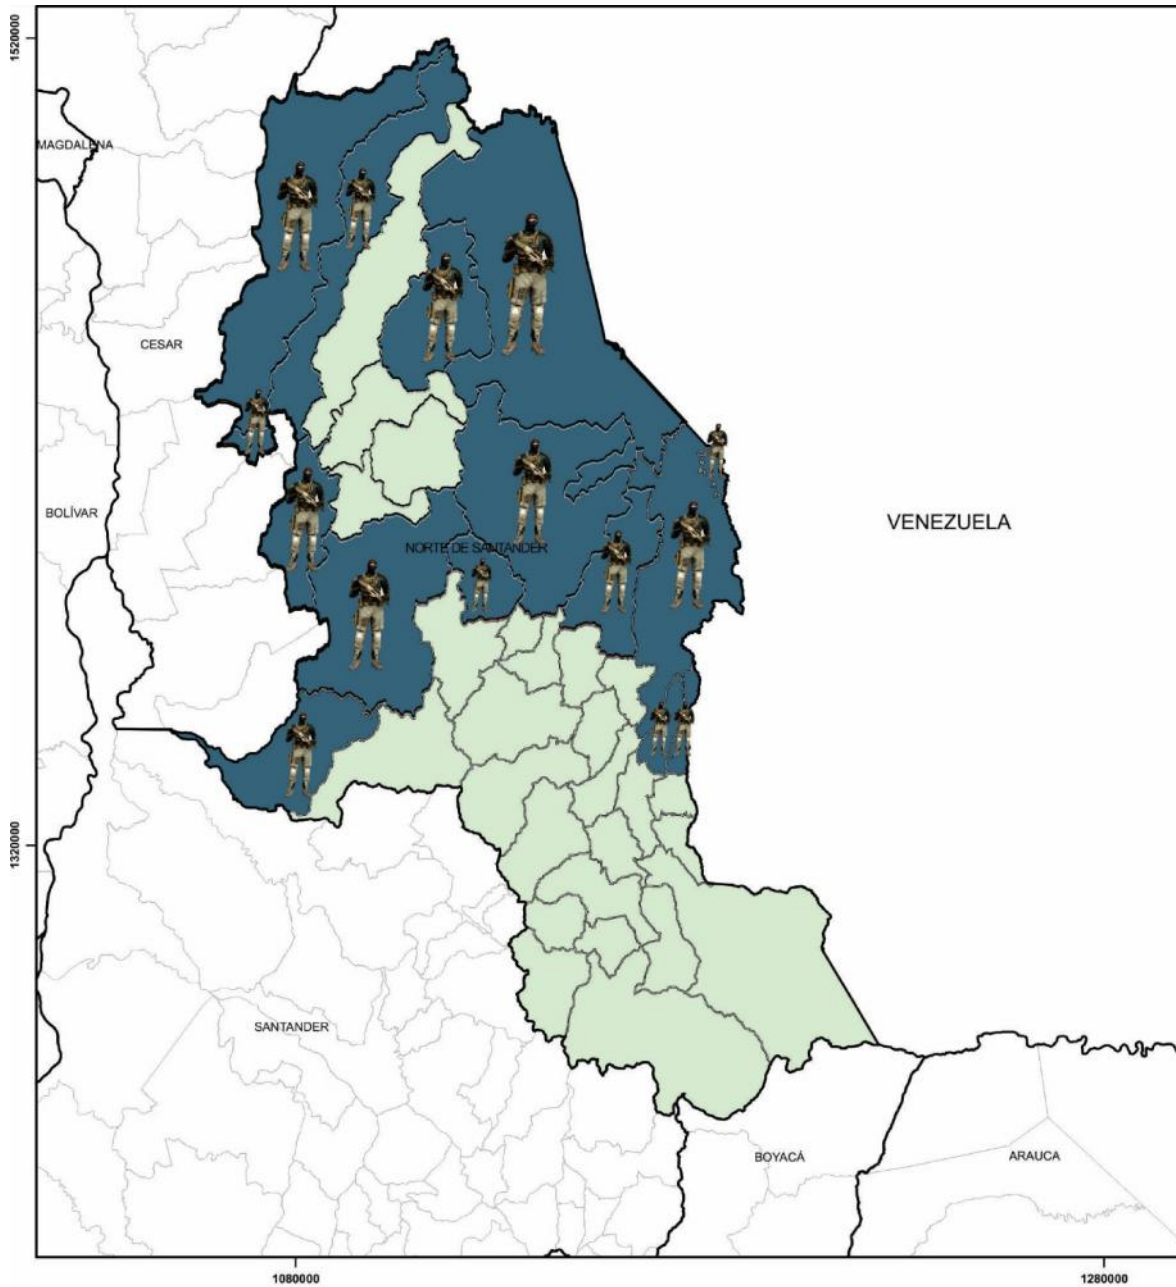 1520000
MAGDALENA
CESAR
BOLÍVAR
VENEZUELA
NORTE DE SANTANDER
1320000
SANTANDER
BOYACÁ
ARAUCA
1080000
1280000